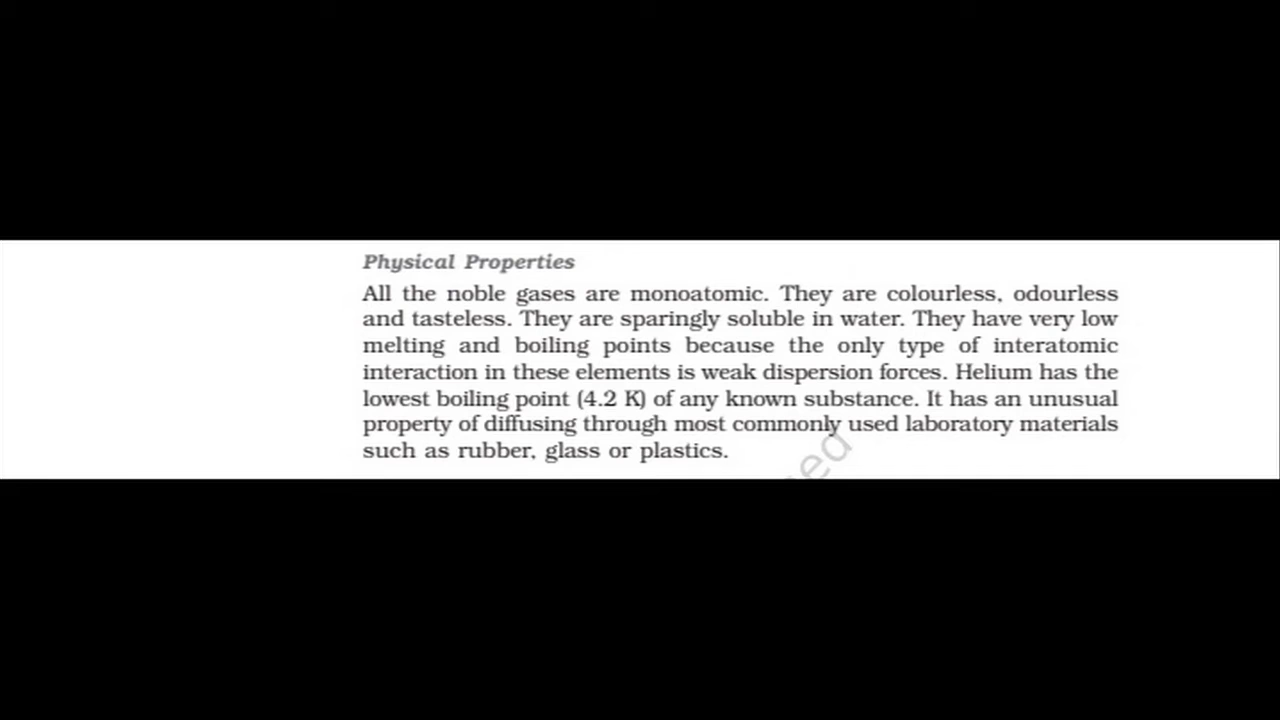 Physical Properties
All the noble gases are monoatomic. They are colourless, odourless
and tasteless. They are sparingly soluble in water. They have very low
melting and boiling points because the only type of interatomic
interaction in these elements is weak dispersion forces. Helium has the
lowest boiling point (4.2 K) of any known substance. It has an unusual
property of diffusing through most commonly used laboratory materials
such as rubber, glass or plastics.